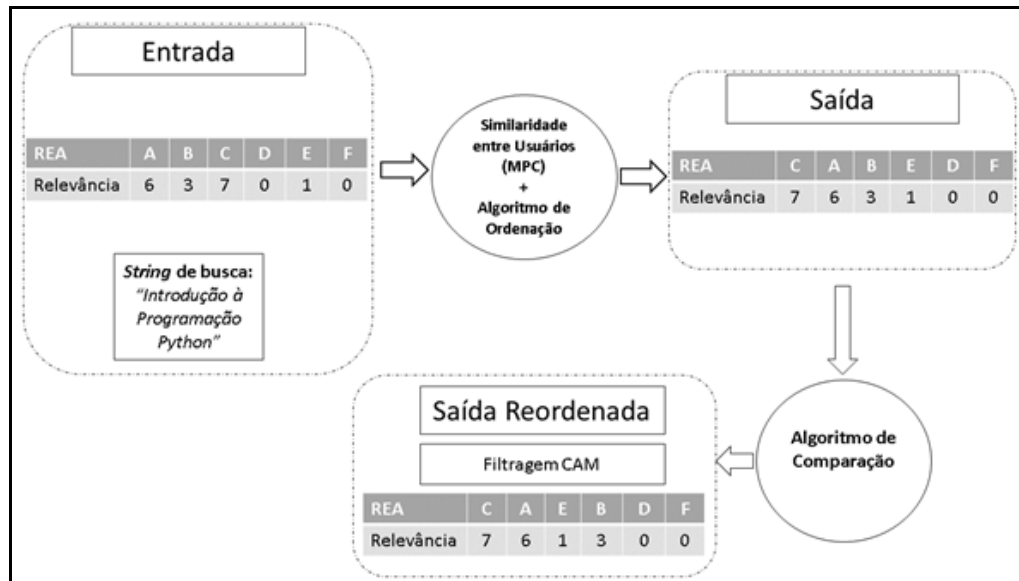 Entrada
REA A B C D E F
Relevância 6 3 7 0 1 0
String de busca:
"Introdução à
Programação
Python"
Similaridade
entre Usuários
(MPC)
+
Algoritmo de
Ordenação
Saída
REA C A B E D F
Relevância 7 6 3 1 0 0
Algoritmo de
Comparação
Saída Reordenada
Filtragem CAM
REA C A E B D F
Relevância 7 6 1 3 0 0